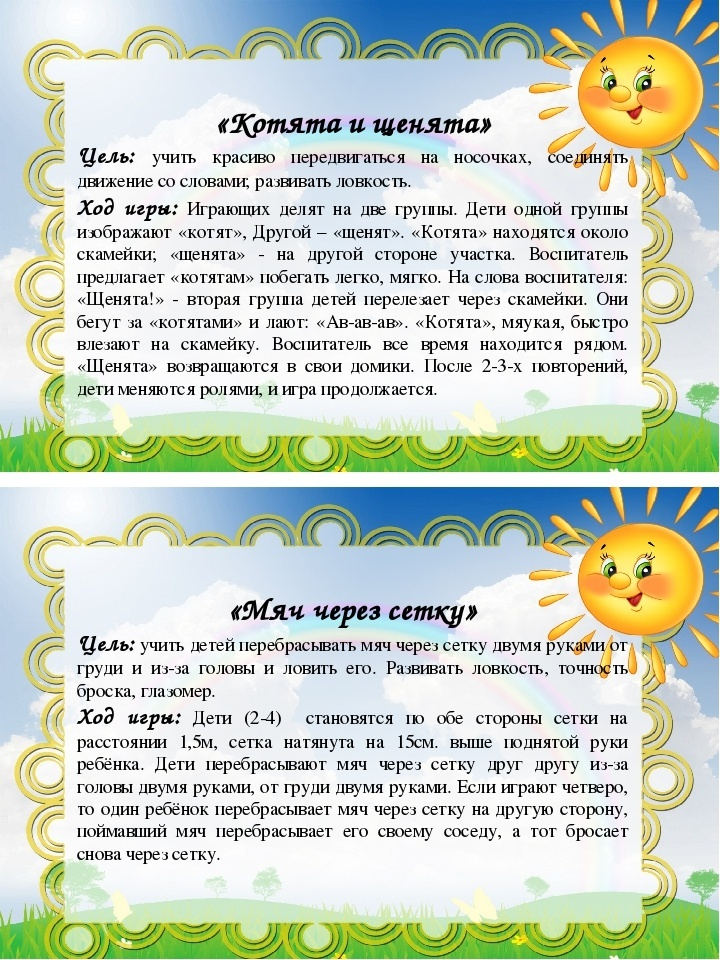 «Котята и щенята»
Цель: учить красиво передвигаться на носочках, соединять
движение со словами; развивать ловкость.
Ход игры: Играющих делят на две группы. Дети одной группы
изображают «котят», Другой – «щенят». «Котята» находятся около
скамейки; «щенята» - на другой стороне участка. Воспитатель
предлагает «котятам» побегать легко, мягко. На слова воспитателя:
«Щенята!» - вторая группа детей перелезает через скамейки. Они
бегут за «котятами» и лают: «Ав-ав-ав». «Котята», мяукая, быстро
влезают на скамейку. Воспитатель все время находится рядом.
«Щенята» возвращаются в свои домики. После 2-3-х повторений,
дети меняются ролями, и игра продолжается.
«Мяч через сетку»
Цель: учить детей перебрасывать мяч через сетку двумя руками от
груди и из-за головы и ловить его. Развивать ловкость, точность
броска, глазомер.
Ход игры: Дети (2-4) становятся по обе стороны сетки на
расстоянии 1,5м, сетка натянута на 15см. выше поднятой руки
ребёнка. Дети перебрасывают мяч через сетку друг другу из-за
головы двумя руками, от груди двумя руками. Если играют четверо,
то один ребёнок перебрасывает мяч через сетку на другую сторону,
поймавший мяч перебрасывает его своему соседу, а тот бросает
снова через сетку.